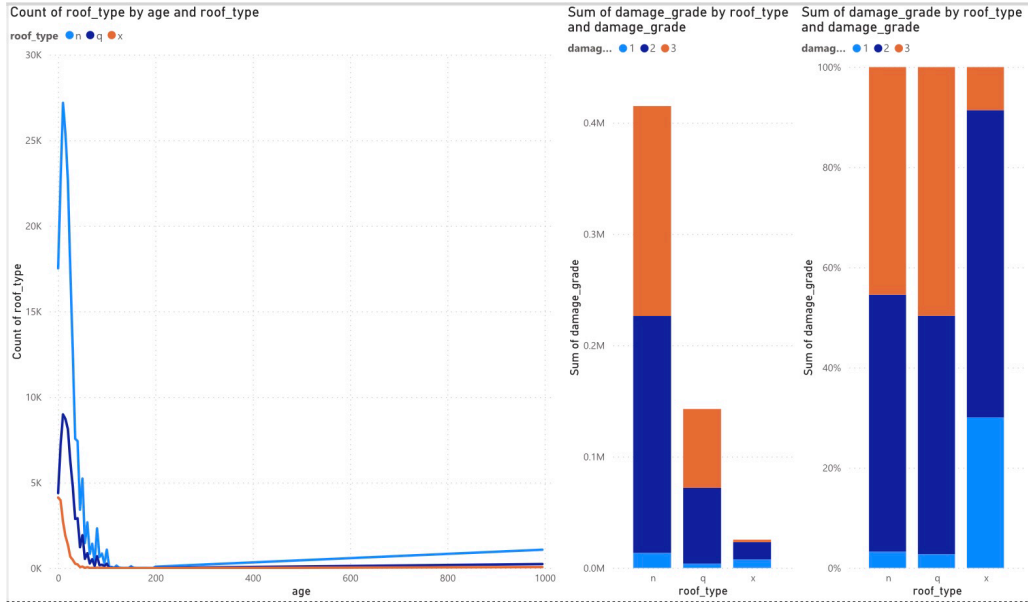 Count of roof_type by age and roof_type
roof_type n q x
30K
25K
20K
15K
10K
5K
0K
Count of roof_type
0 200 400 600 800 1000
age
Sum of damage_grade by roof_type
and damage_grade
damag... 1 2 3
0.4M
0.3M
0.2M
0.1M
0.0M
Sum of damage_grade
n q x
roof_type
Sum of damage_grade by roof_type
and damage_grade
damag... 1 2 3
100%
80%
60%
40%
20%
0%
Sum of damage_grade
n q x
roof_type